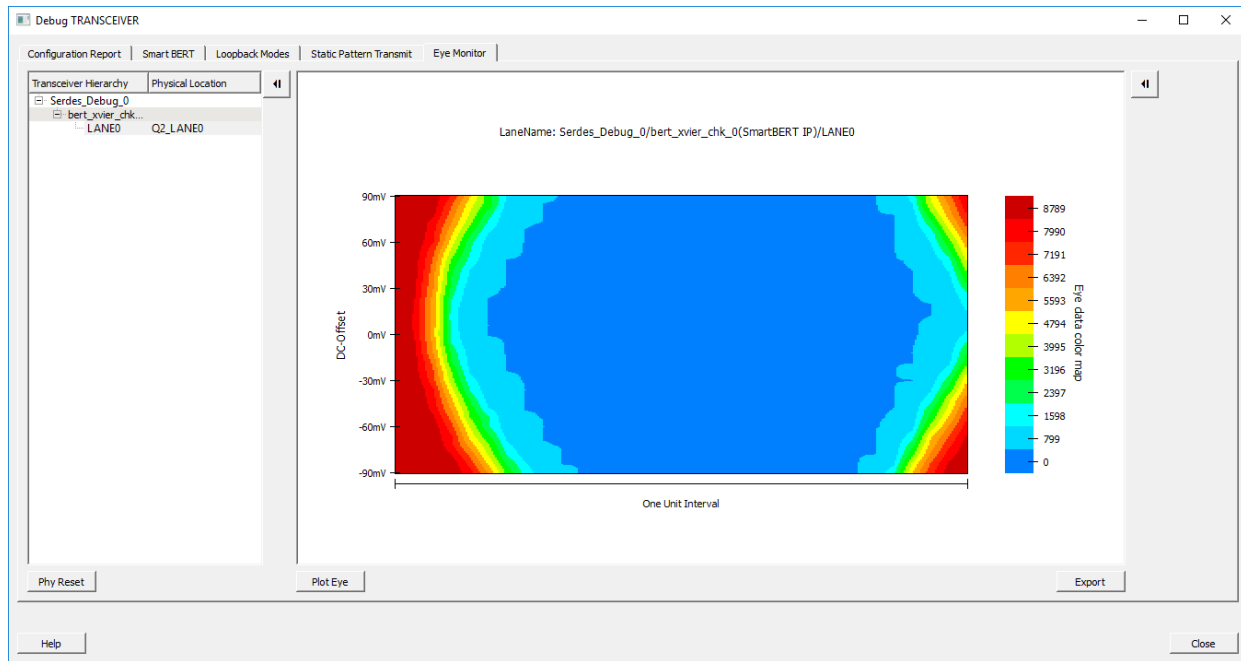 Debug TRANSCEIVER
Configuration Report Smart BERT Loopback Modes Static Pattern Transmit Eye Monitor
Transceiver Hierarchy Physical Location
Serdes_Debug_0
bert_xvier_chk...
LANE0 Q2_LANE0
LaneName: Serdes_Debug_0/bert_xvier_chk_0(SmartBERT IP)/LANE0
DC-Offset
90mV
60mV
30mV
0mV
-30mV
-60mV
-90mV
One Unit Interval
8789
7990
7191
6392
5593
4794
3995
3196
2397
1598
799
0
Eye data color map
Phy Reset Plot Eye Export
Help Close